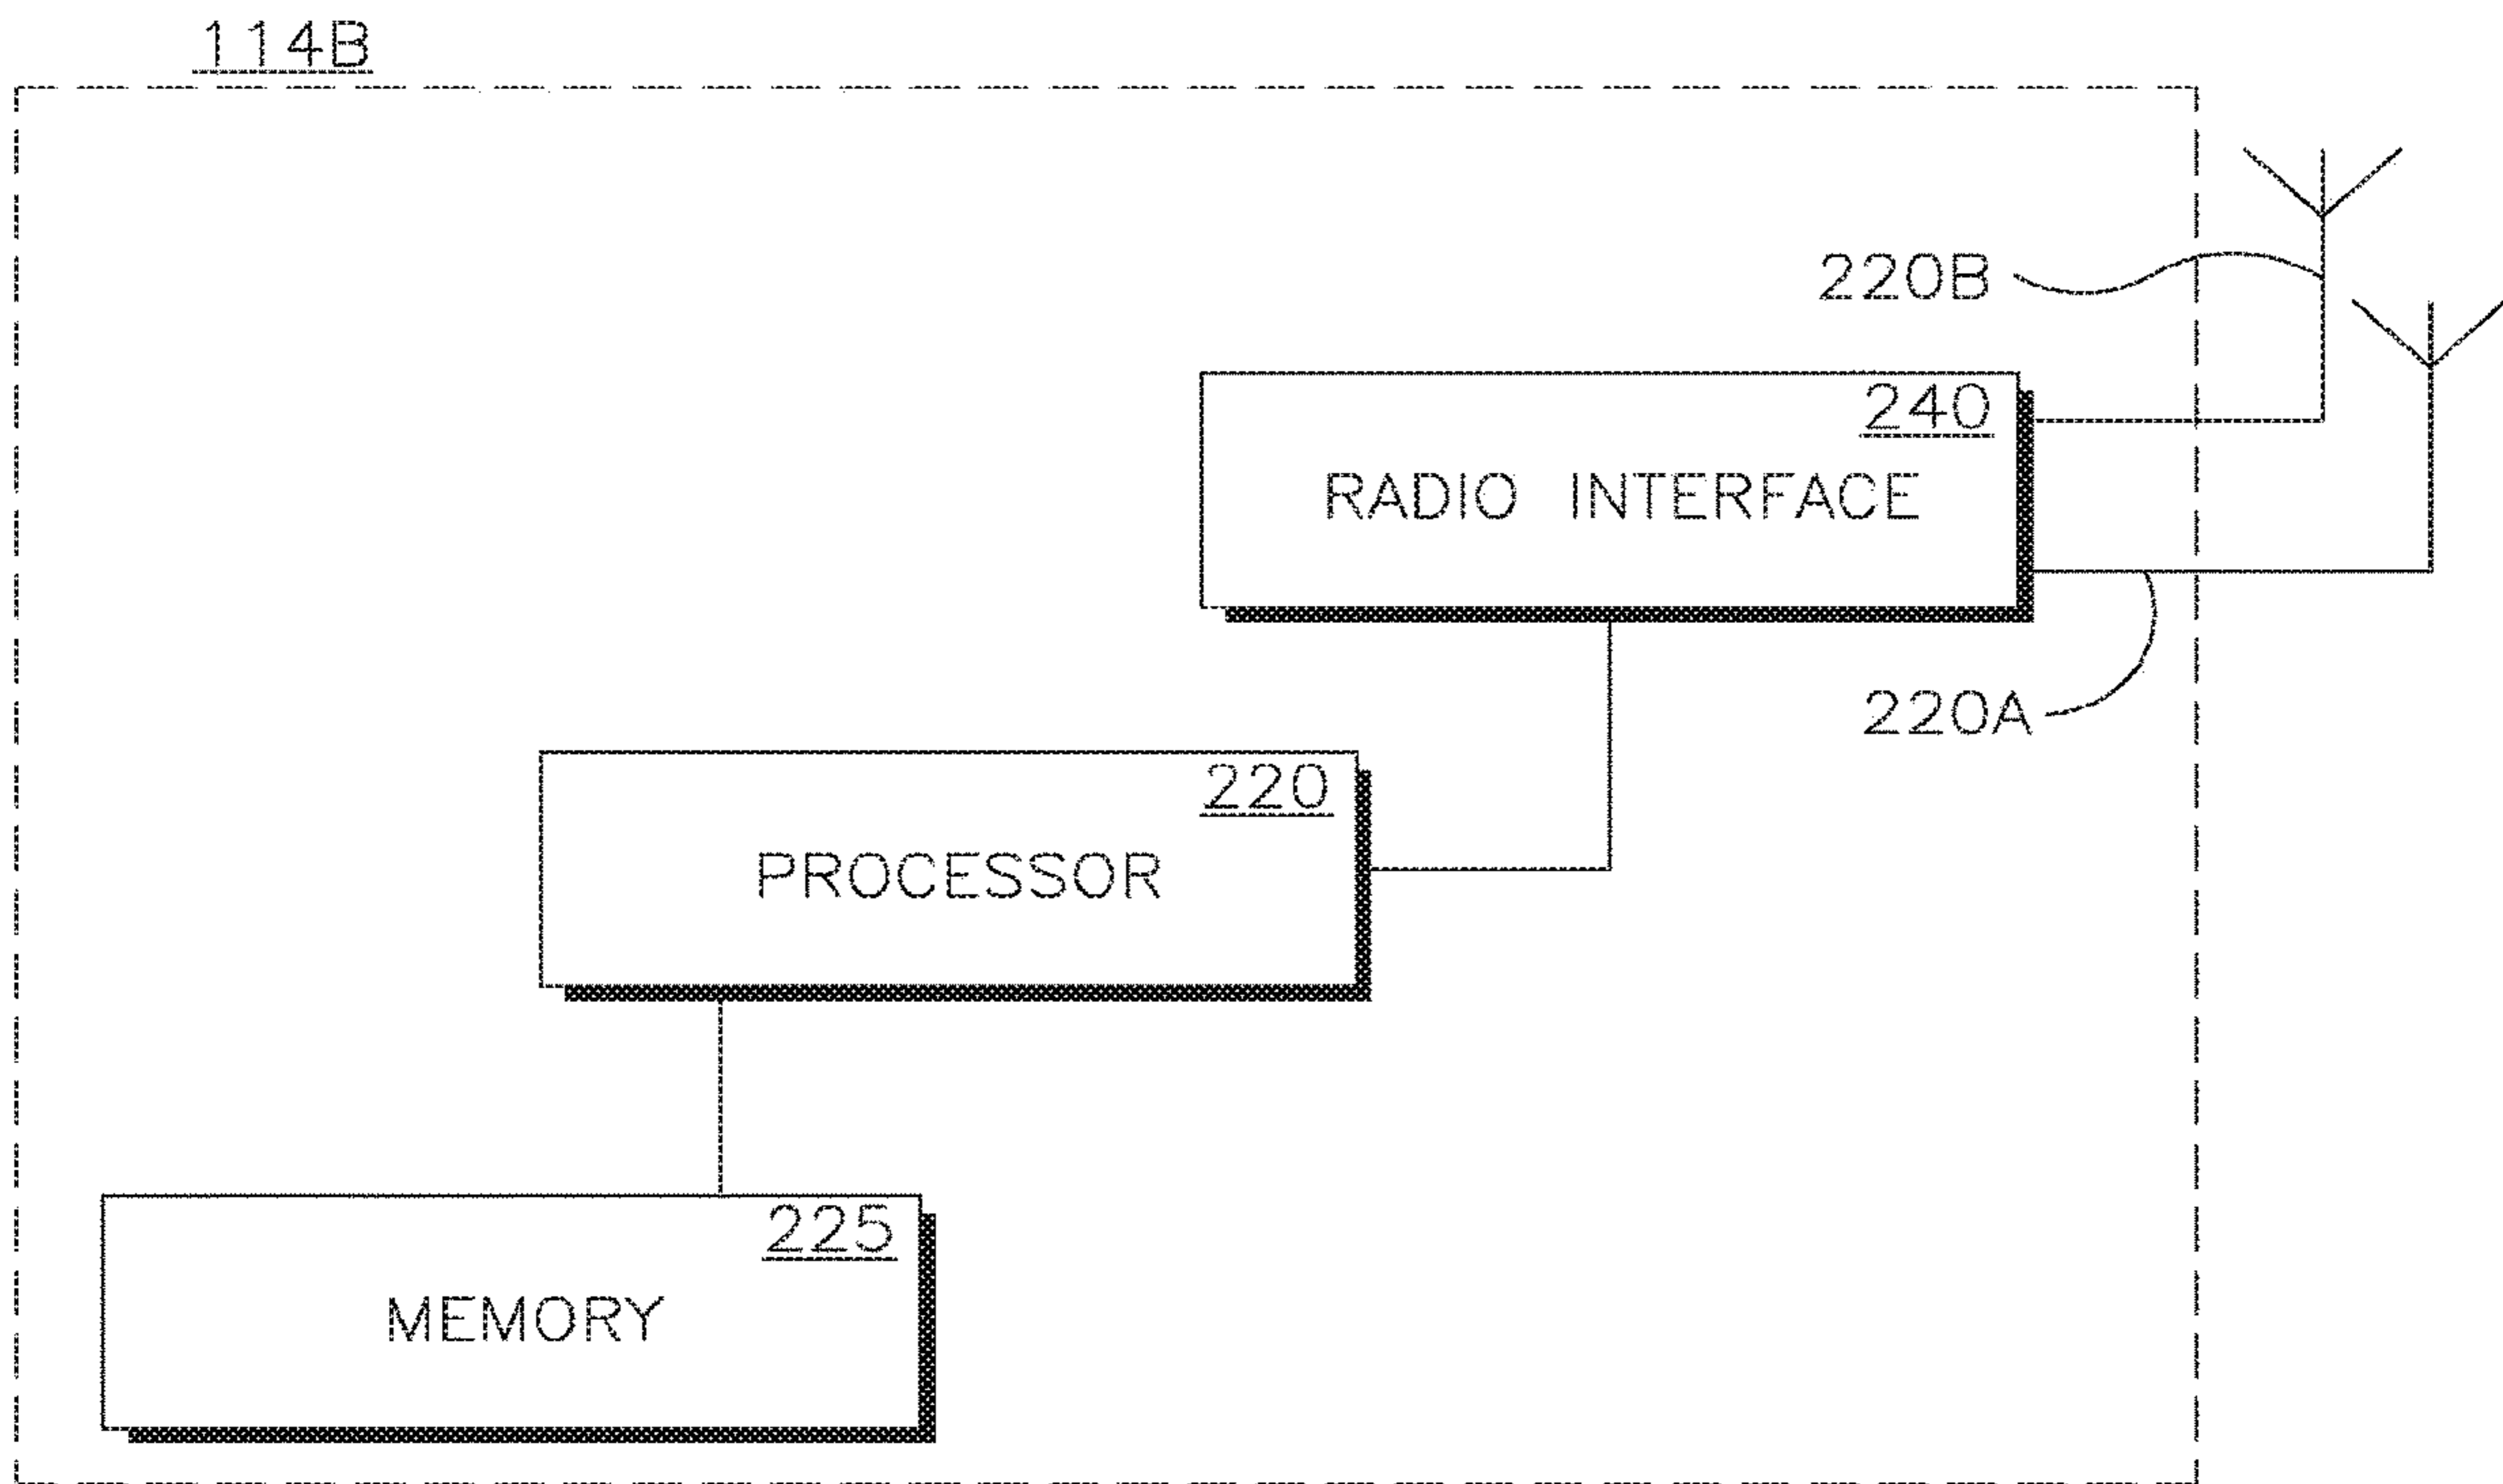 114B
220B
240
RADIO INTERFACE
220A
220
PROCESSOR
225
MEMORY